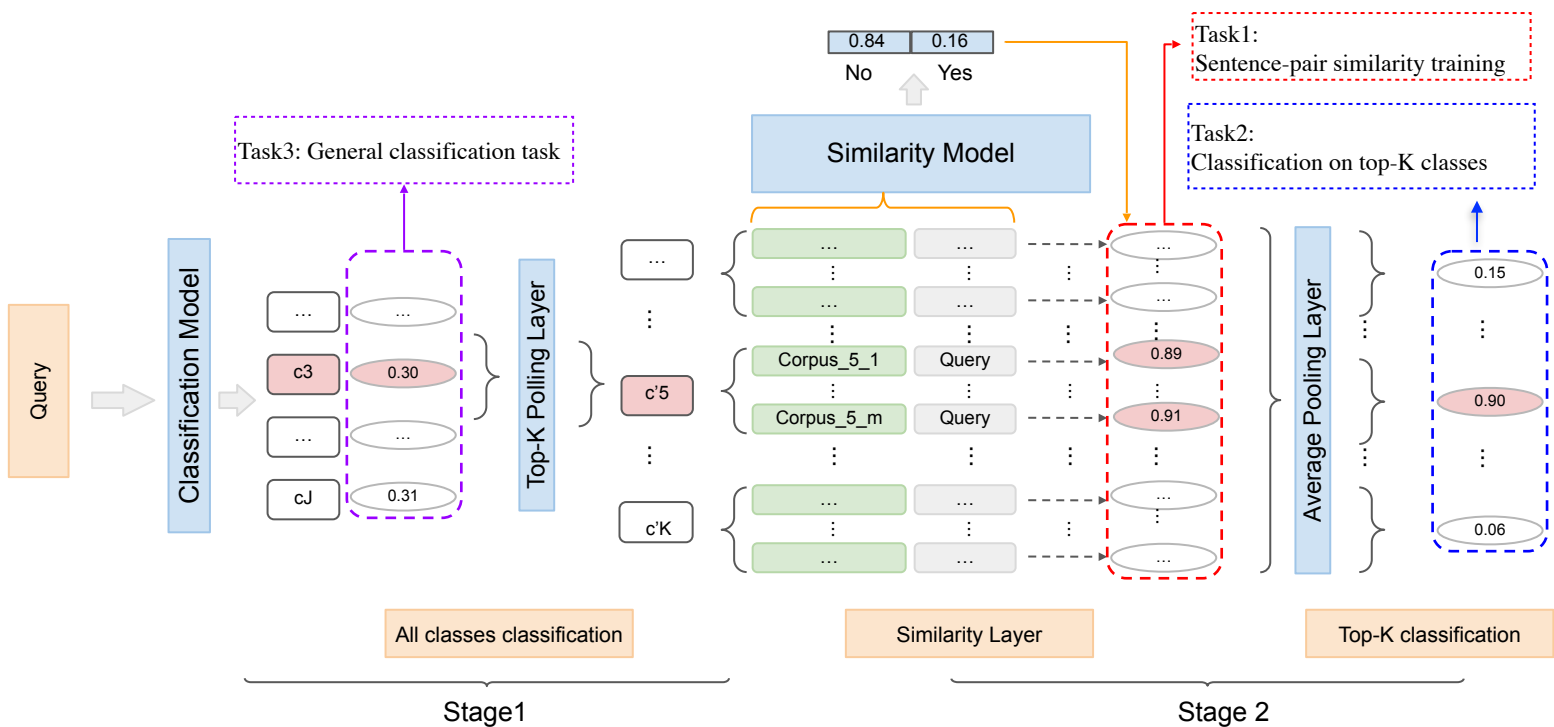 0.84 0.16
No Yes
Task1:
Sentence-pair similarity training
Task3: General classification task
Similarity Model
Task2:
Classification on top-K classes
Query
Classification Model
...
c3
...
cJ
...
0.30
...
0.31
Top-K Polling Layer
...
c'5
...
c'K
... ...
... ...
Corpus_5_1 Query
Corpus_5_m Query
... ...
... ...
...
...
0.89
0.91
...
...
Average Pooling Layer
0.15
0.90
0.06
All classes classification
Similarity Layer
Top-K classification
Stage1
Stage 2